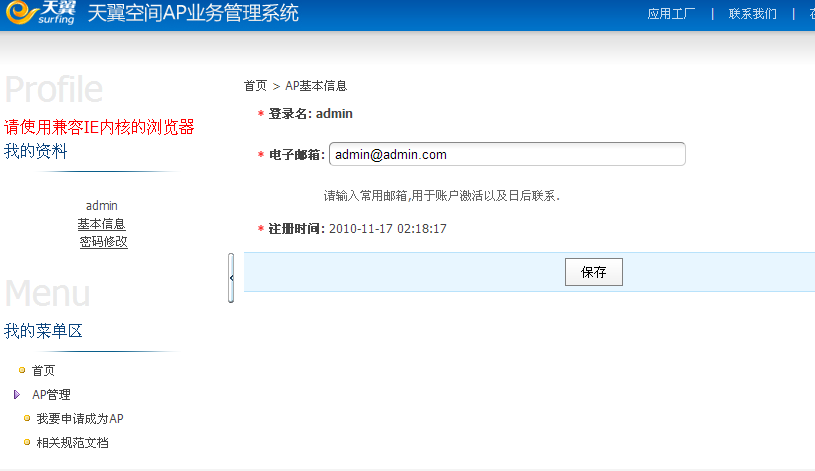 天翼 surfing 天翼空间AP业务管理系统
应用工厂 | 联系我们 |
Profile
请使用兼容IE内核的浏览器
我的资料
admin
基本信息
密码修改
Menu
我的菜单区
首页
AP管理
我要申请成为AP
相关规范文档
首页 > AP基本信息
* 登录名: admin
* 电子邮箱: admin@admin.com
请输入常用邮箱,用于账户激活以及日后联系.
* 注册时间: 2010-11-17 02:18:17
保存